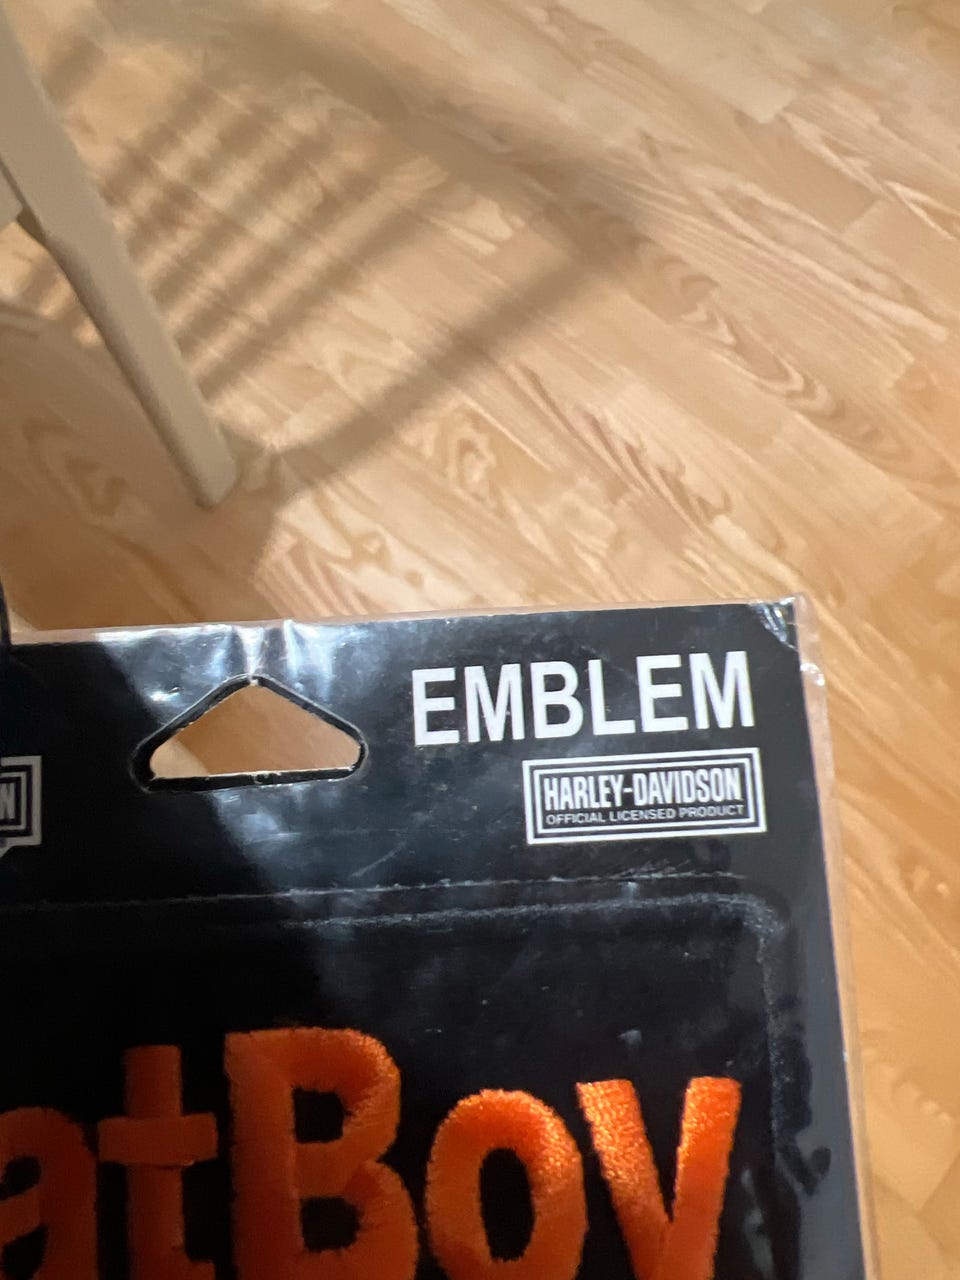 EMBLEM
HARLEY-DAVIDSON
OFFICIAL LICENSED PRODUCT
N
atBoy